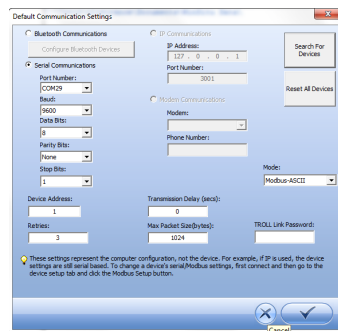 Default Communication Settings
Bluetooth Communications
Configure Bluetooth Devices
Serial Communications
Port Number:
COM29
Baud:
9600
Data Bits:
8
Parity Bits:
None
Stop Bits:
1
IP Communications
IP Address:
127 . 0 . 0 . 1
Port Number:
3001
Modem Communications
Modem:
Phone Number:
Search For
Devices
Reset All Devices
Mode:
Modbus-ASCII
Device Address:
1
Transmission Delay (secs):
0
Retries:
3
Max Packet Size(bytes):
1024
TROLL Link Password:
These settings represent the computer configuration, not the device. For example, if IP is used, the device
settings are still serial based. To change a device's serial/Modbus settings, first connect and then go to the
device setup tab and click the Modbus Setup button.
Cancel